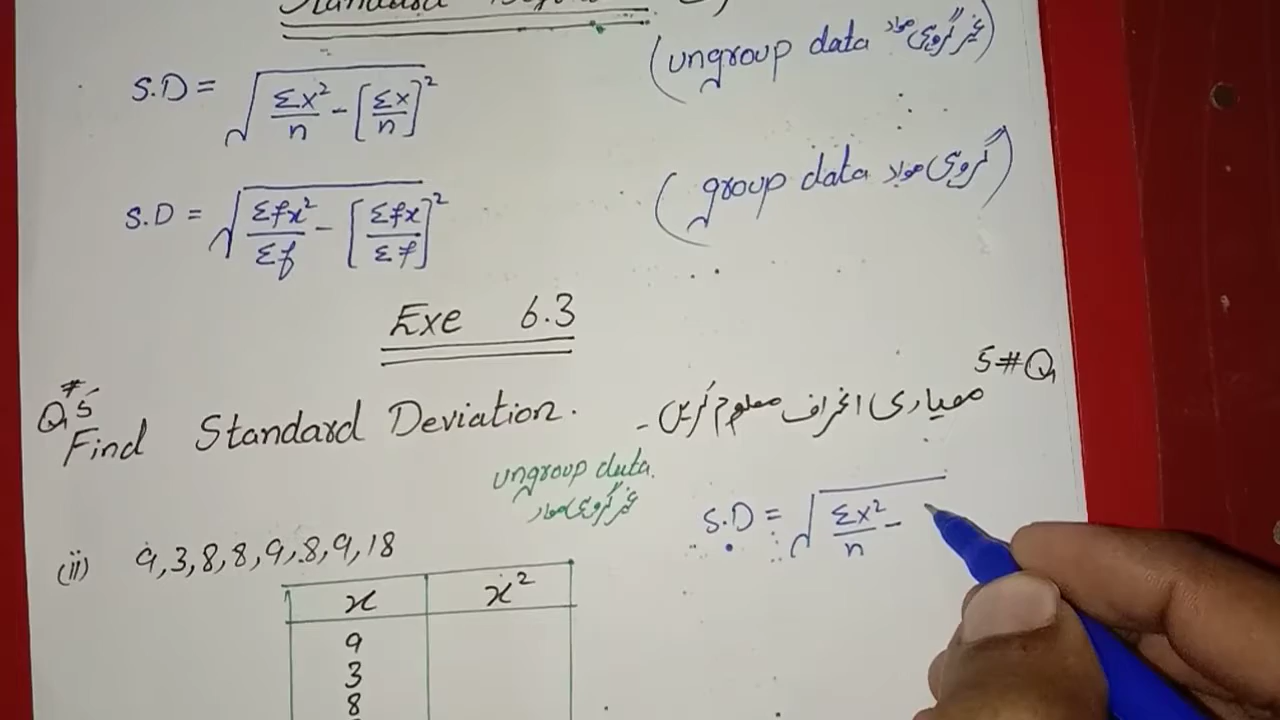 S.D = √ Σx²/n - [Σx/n]²
(ungroup data غیر گروہی مواد)
S.D = √ Σfx²/Σf - [Σfx/Σf]²
(group data گروہی مواد)
Exe 6.3
Q#5
Find Standard Deviation.
معیاری انحراف معلوم کریں - Q#5
ungroup data.
غیر گروہی مواد
(ii) 9,3,8,8,9,8,9,18
S.D = √ Σx²/n -
x x²
9
3
8